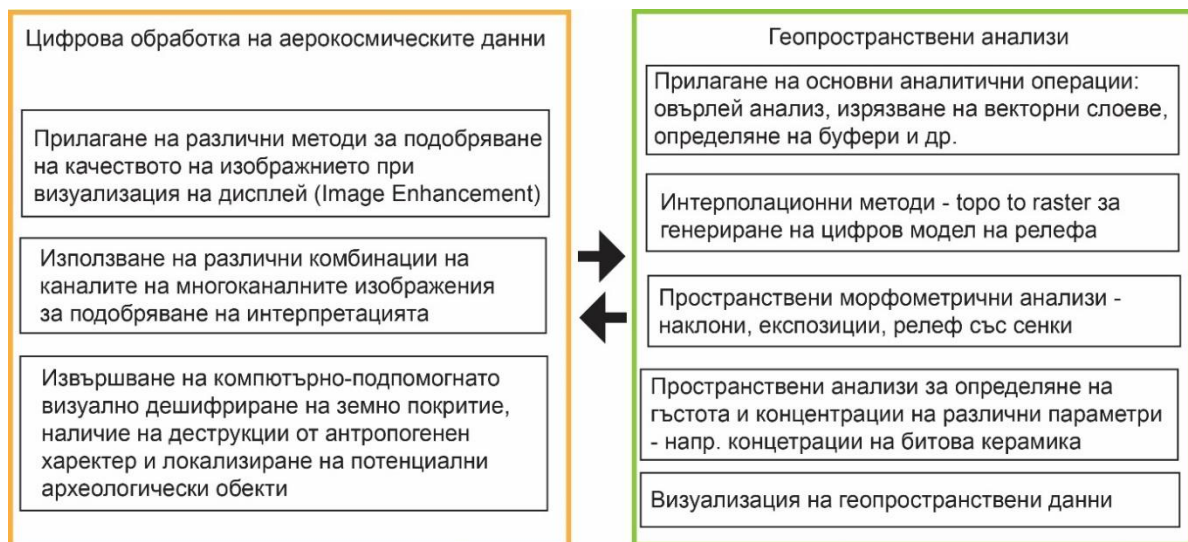 Цифрова обработка на аерокосмическите данни
Прилагане на различни методи за подобряване
на качеството на изображнието при
визуализация на дисплей (Image Enhancement)
Използване на различни комбинации на
каналите на многоканалните изображения
за подобряване на интерпретацията
Извършване на компютърно-подпомогнато
визуално дешифриране на земно покритие,
наличие на деструкции от антропогенен
характер и локализиране на потенциални
археологически обекти
Геопространствени анализи
Прилагане на основни аналитични операции:
овърлей анализ, изрязване на векторни слоеве,
определяне на буфери и др.
Интерполационни методи - topo to raster за
генериране на цифров модел на релефа
Пространствени морфометрични анализи -
наклони, експозиции, релеф със сенки
Пространствени анализи за определяне на
гъстота и концентрации на различни параметри
- напр. концетрации на битова керамика
Визуализация на геопространствени данни